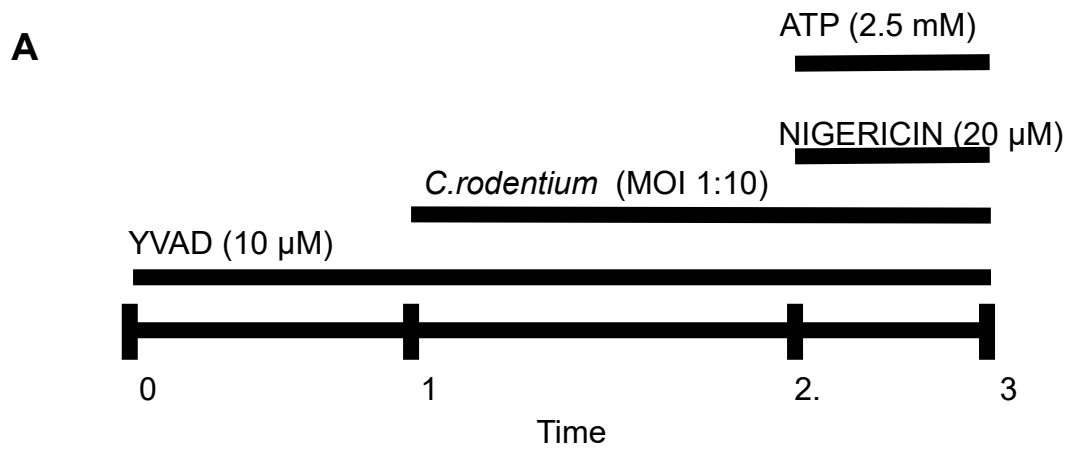 A
ATP (2.5 mM)
NIGERICIN (20 µM)
C.rodentium (MOI 1:10)
YVAD (10 µM)
0 1 2. 3
Time